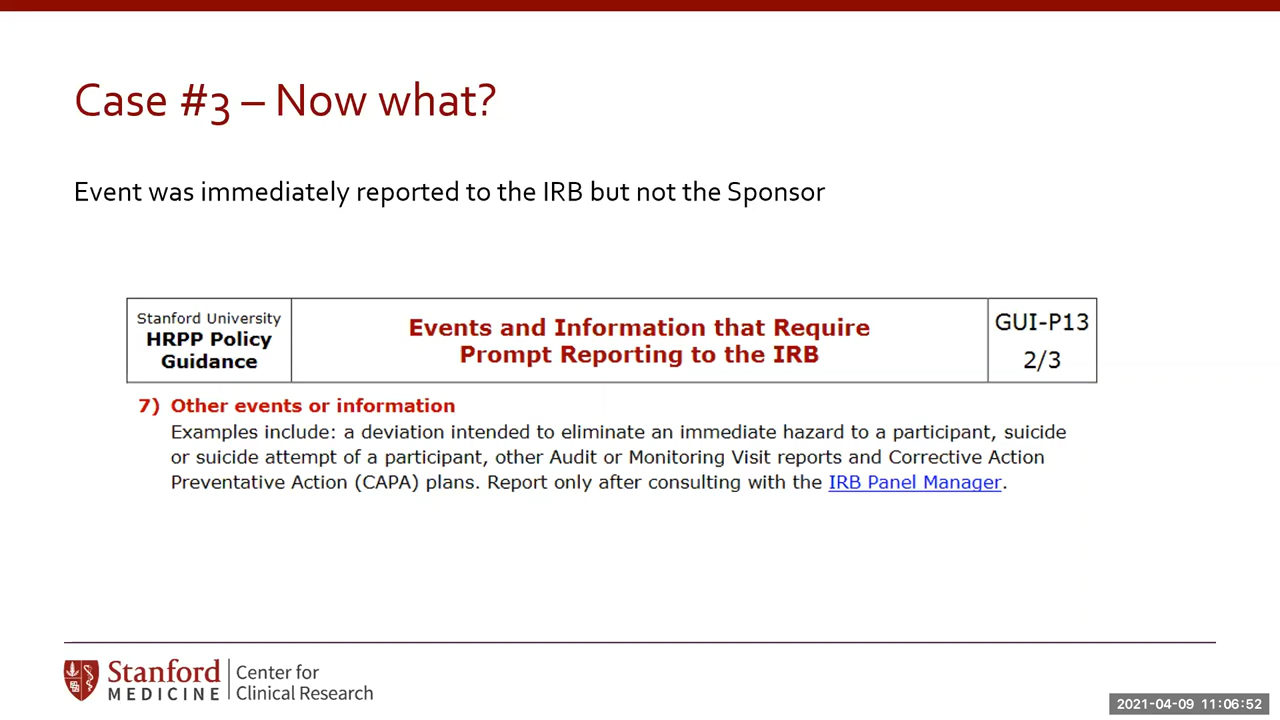 Case #3 – Now what?
Event was immediately reported to the IRB but not the Sponsor
Stanford University
HRPP Policy
Guidance
Events and Information that Require
Prompt Reporting to the IRB
GUI-P13
2/3
7) Other events or information
Examples include: a deviation intended to eliminate an immediate hazard to a participant, suicide
or suicide attempt of a participant, other Audit or Monitoring Visit reports and Corrective Action
Preventative Action (CAPA) plans. Report only after consulting with the IRB Panel Manager.
Stanford
MEDICINE
Center for
Clinical Research
2021-04-09 11:06:52